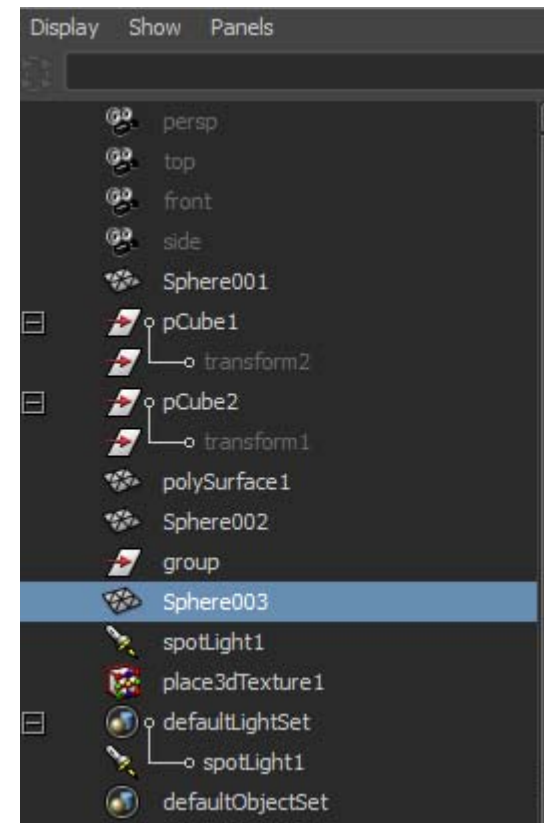 Display Show Panels
persp
top
front
side
Sphere001
pCube1
transform2
pCube2
transform1
polySurface1
Sphere002
group
Sphere003
spotLight1
place3dTexture1
defaultLightSet
spotLight1
defaultObjectSet